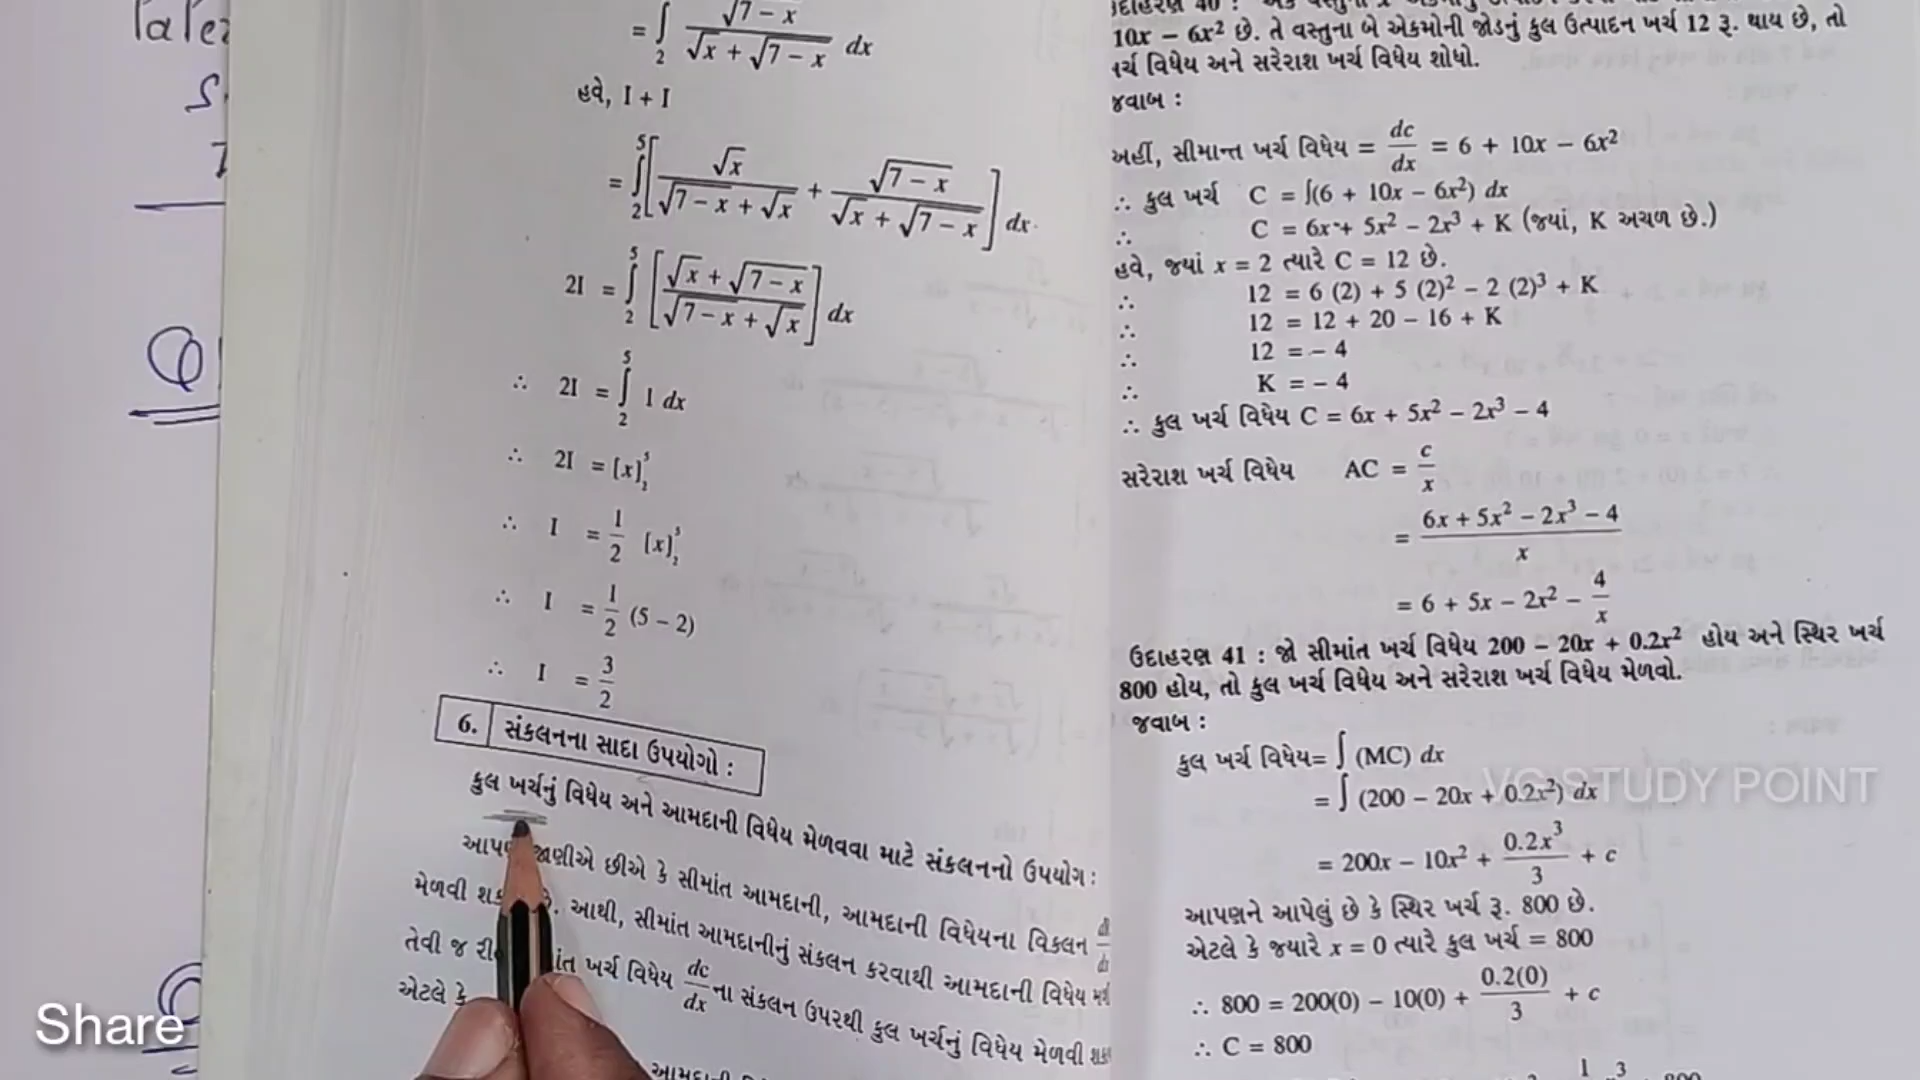 = ∫₂ √(7 – x) / (√x + √(7 – x)) dx
હવે, I + I
= ∫₂⁵ [ √x / (√(7 – x) + √x) + √(7 – x) / (√x + √(7 – x)) ] dx
2I = ∫₂⁵ [ (√x + √(7 – x)) / (√(7 – x) + √x) ] dx
∴ 2I = ∫₂⁵ 1 dx
∴ 2I = [x]₂⁵
∴ I = 1/2 [x]₂⁵
∴ I = 1/2 (5 – 2)
∴ I = 3/2
6. સંકલનના સાદા ઉપયોગો :
કુલ ખર્ચનું વિધેય અને આમદાની વિધેય મેળવવા માટે સંકલનનો ઉપયોગ :
જાણીએ છીએ કે સીમાંત આમદાની, આમદાની વિધેયના વિકલન
મેળવી આથી, સીમાંત આમદાનીનું સંકલન કરવાથી આમદાની વિધેય
તેવી જ ખર્ચ વિધેય dc/dx ના સંકલન ઉપરથી કુલ ખર્ચનું વિધેય મેળવી
એટલે કે
10x – 6x² છે. તે વસ્તુના બે એકમોની જોડનું કુલ ઉત્પાદન ખર્ચ 12 રૂ. થાય છે, તો
વિધેય અને સરેરાશ ખર્ચ વિધેય શોધો.
જવાબ :
અહીં, સીમાન્ત ખર્ચ વિધેય = dc/dx = 6 + 10x – 6x²
∴ કુલ ખર્ચ C = ∫(6 + 10x – 6x²) dx
∴ C = 6x + 5x² – 2x³ + K (જ્યાં, K અચળ છે.)
હવે, જ્યાં x = 2 ત્યારે C = 12 છે.
∴ 12 = 6 (2) + 5 (2)² – 2 (2)³ + K
∴ 12 = 12 + 20 – 16 + K
∴ 12 = – 4
∴ K = – 4
∴ કુલ ખર્ચ વિધેય C = 6x + 5x² – 2x³ – 4
સરેરાશ ખર્ચ વિધેય AC = c/x
= (6x + 5x² – 2x³ – 4) / x
= 6 + 5x – 2x² – 4/x
ઉદાહરણ 41 : જો સીમાંત ખર્ચ વિધેય 200 – 20x + 0.2x² હોય અને સ્થિર ખર્ચ
800 હોય, તો કુલ ખર્ચ વિધેય અને સરેરાશ ખર્ચ વિધેય મેળવો.
જવાબ :
કુલ ખર્ચ વિધેય= ∫ (MC) dx
= ∫ (200 – 20x + 0.2x²) dx
= 200x – 10x² + 0.2x³/3 + c
આપણને આપેલું છે કે સ્થિર ખર્ચ રૂ. 800 છે.
એટલે કે જ્યારે x = 0 ત્યારે કુલ ખર્ચ = 800
∴ 800 = 200(0) – 10(0) + 0.2(0)/3 + c
∴ C = 800
VG STUDY POINT
Share